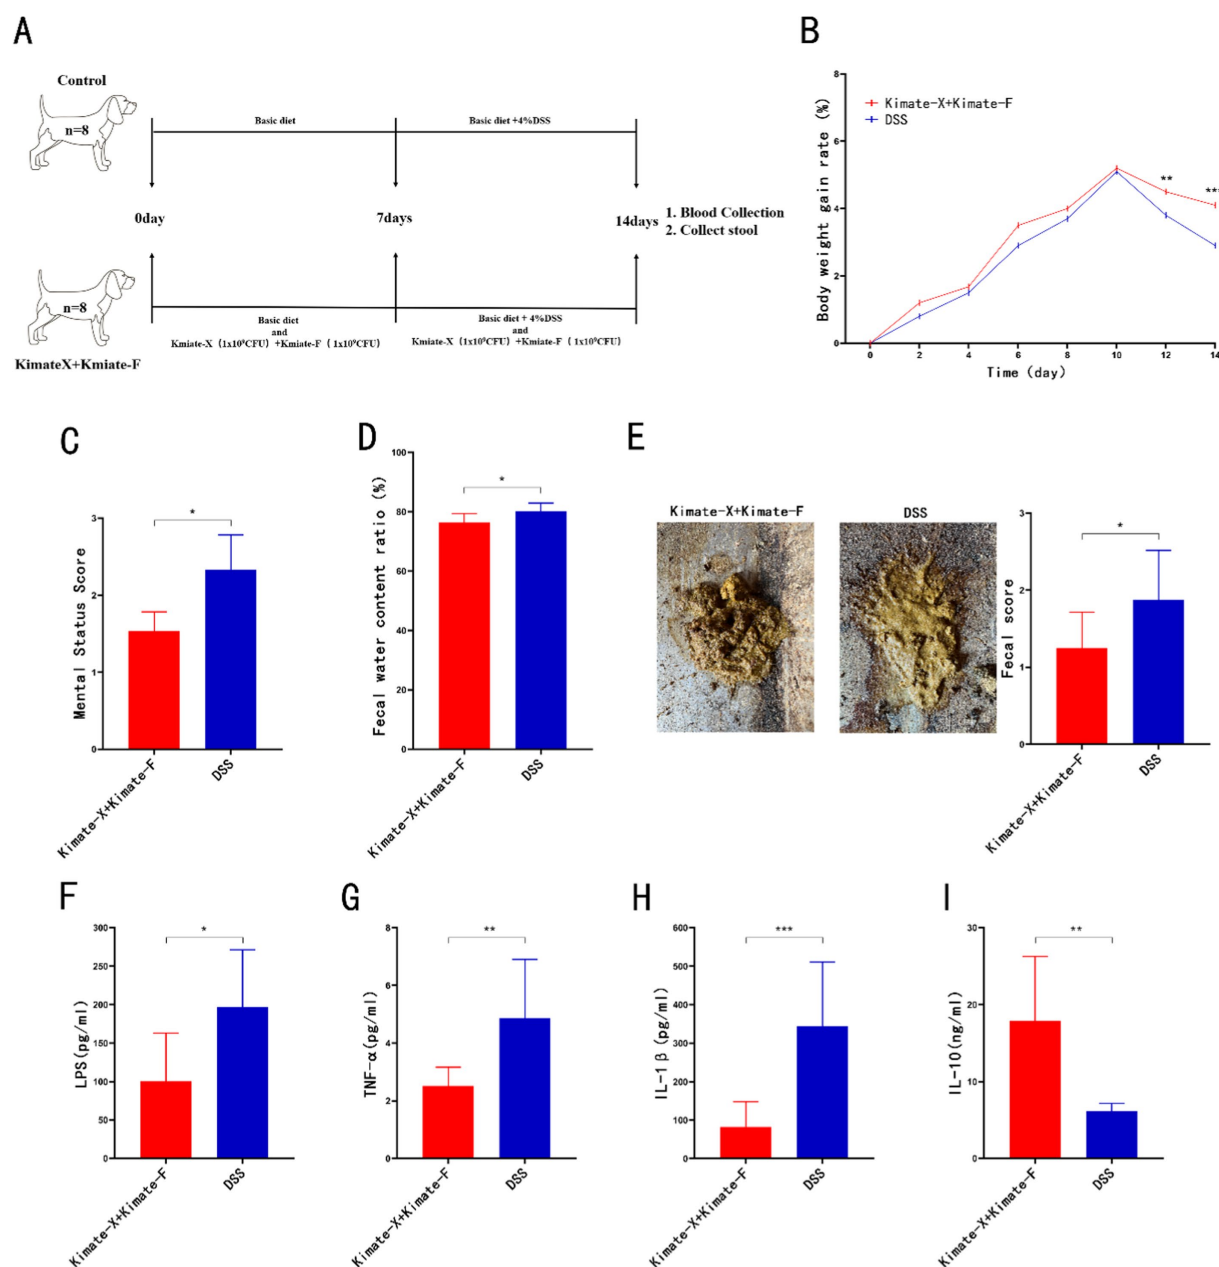 A
Control
n=8
Basic diet
Basic diet +4%DSS
0day
7days
14days
1. Blood Collection
2. Collect stool
n=8
KimateX+Kmiate-F
Basic diet
and
Kmiate-X (1x10⁹CFU) +Kmiate-F (1x10⁹CFU)
Basic diet + 4%DSS
and
Kmiate-X (1x10⁹CFU) +Kmiate-F (1x10⁹CFU)
B
Body weight gain rate (%)
8
6
4
2
0
Kimate-X+Kimate-F
DSS
**
***
0
2
4
6
8
10
12
14
Time (day)
C
Mental Status Score
3
2
1
0
*
Kimate-X+Kimate-F
DSS
D
Fecal water content ratio (%)
100
80
60
40
20
0
*
Kimate-X+Kimate-F
DSS
E
Kimate-X+Kimate-F
DSS
Fecal score
3
2
1
0
*
Kimate-X+Kimate-F
DSS
F
LPS(pg/ml)
300
250
200
150
100
50
0
*
Kimate-X+Kimate-F
DSS
G
TNF-α(pg/ml)
8
6
4
2
0
**
Kimate-X+Kimate-F
DSS
H
IL-1β(pg/ml)
600
500
400
300
200
100
0
***
Kimate-X+Kimate-F
DSS
I
IL-10(ng/ml)
30
20
10
0
**
Kimate-X+Kimate-F
DSS